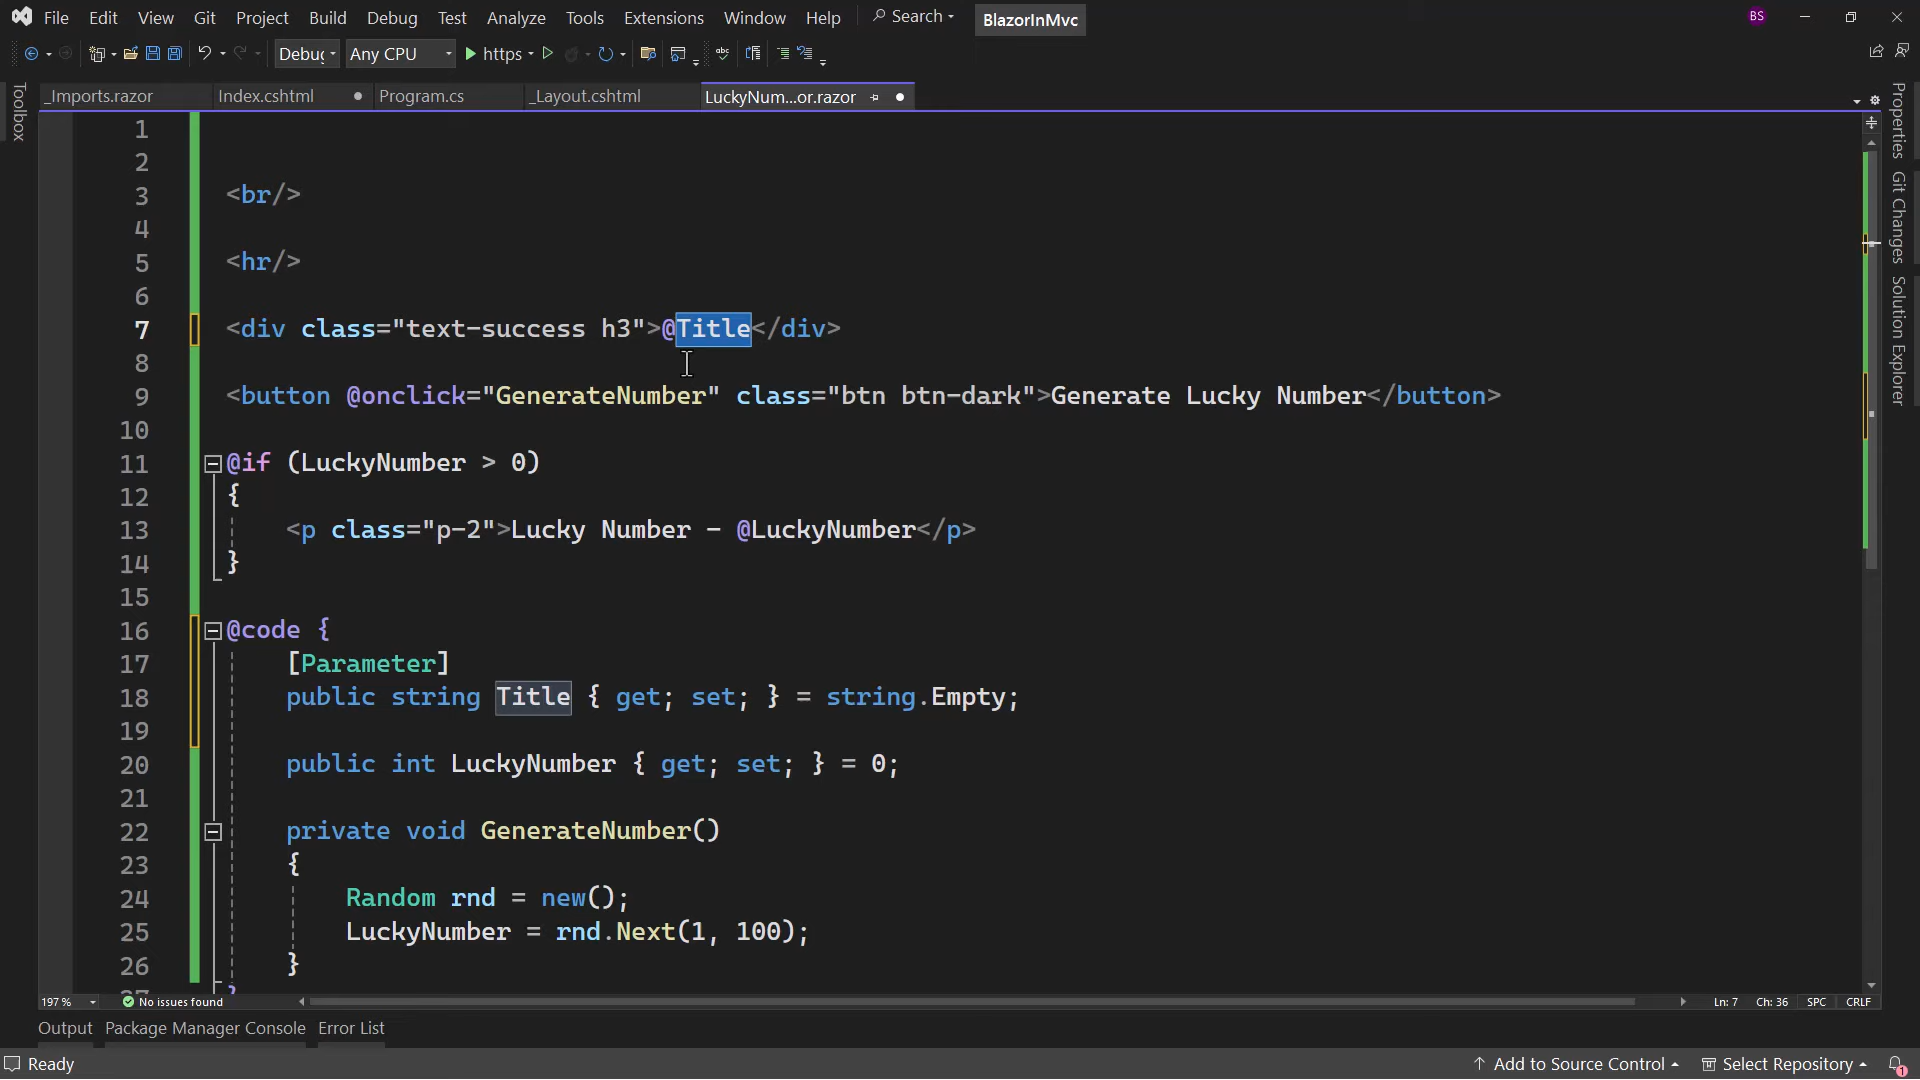 File Edit View Git Project Build Debug Test Analyze Tools Extensions Window Help Search BlazorInMvc BS
Debug Any CPU https
_Imports.razor Index.cshtml Program.cs _Layout.cshtml LuckyNum...or.razor
Toolbox
Properties
Git Changes
Solution Explorer
1
2
3 <br/>
4
5 <hr/>
6
7 <div class="text-success h3">@Title</div>
8
9 <button @onclick="GenerateNumber" class="btn btn-dark">Generate Lucky Number</button>
10
11 @if (LuckyNumber > 0)
12 {
13 <p class="p-2">Lucky Number - @LuckyNumber</p>
14 }
15
16 @code {
17 [Parameter]
18 public string Title { get; set; } = string.Empty;
19
20 public int LuckyNumber { get; set; } = 0;
21
22 private void GenerateNumber()
23 {
24 Random rnd = new();
25 LuckyNumber = rnd.Next(1, 100);
26 }
197 % No issues found Ln: 7 Ch: 36 SPC CRLF
Output Package Manager Console Error List
Ready Add to Source Control Select Repository 1